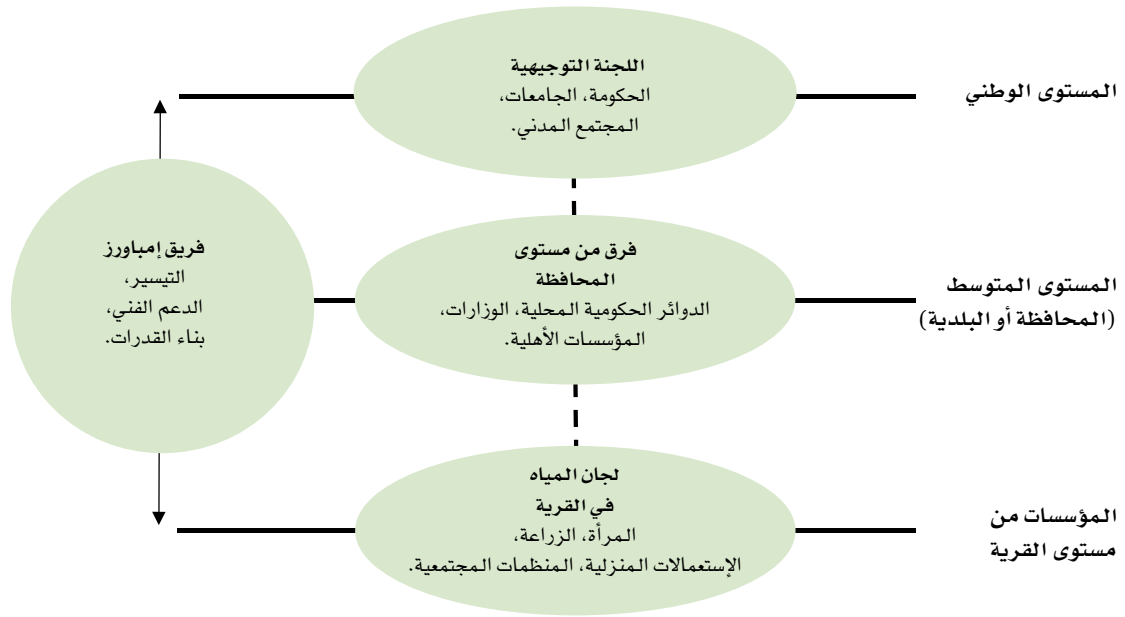 اللجنة التوجيهية
الحكومة، الجامعات،
المجتمع المدني.
المستوى الوطني
فريق إمباورز
التيسير،
الدعم الفني،
بناء القدرات.
فرق من مستوى
المحافظة
الدوائر الحكومية المحلية، الوزارات،
المؤسسات الأهلية.
المستوى المتوسط
(المحافظة أو البلدية)
لجان المياه
في القرية
المرأة، الزراعة،
الإستعمالات المنزلية، المنظمات المجتمعية.
المؤسسات من
مستوى القرية